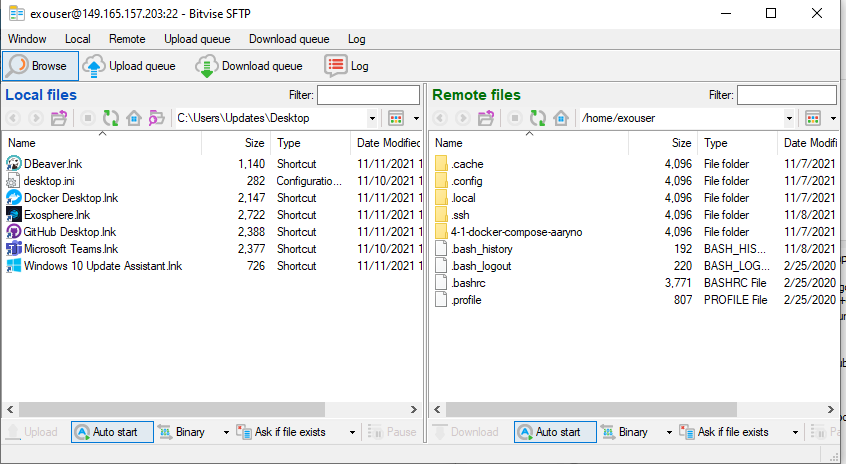 exouser@149.165.157.203:22 - Bitvise SFTP
Window Local Remote Upload queue Download queue Log
Browse Upload queue Download queue Log
Local files Filter:
C:\Users\Updates\Desktop
Name Size Type Date Modified
DBeaver.lnk 1,140 Shortcut 11/11/2021 1
desktop.ini 282 Configuratio... 11/10/2021 1
Docker Desktop.lnk 2,147 Shortcut 11/11/2021 1
Exosphere.lnk 2,722 Shortcut 11/11/2021 1
GitHub Desktop.lnk 2,388 Shortcut 11/11/2021 1
Microsoft Teams.lnk 2,377 Shortcut 11/10/2021 1
Windows 10 Update Assistant.lnk 726 Shortcut 11/11/2021 1
Upload Auto start Binary Ask if file exists Pause
Remote files Filter:
/home/exouser
Name Size Type Date Modifi
.cache 4,096 File folder 11/7/2021
.config 4,096 File folder 11/7/2021
.local 4,096 File folder 11/7/2021
.ssh 4,096 File folder 11/8/2021
4-1-docker-compose-aaryno 4,096 File folder 11/7/2021
.bash_history 192 BASH_HIS... 11/8/2021
.bash_logout 220 BASH_LOG... 2/25/2020
.bashrc 3,771 BASHRC File 2/25/2020
.profile 807 PROFILE File 2/25/2020
Download Auto start Binary Ask if file exists Pa